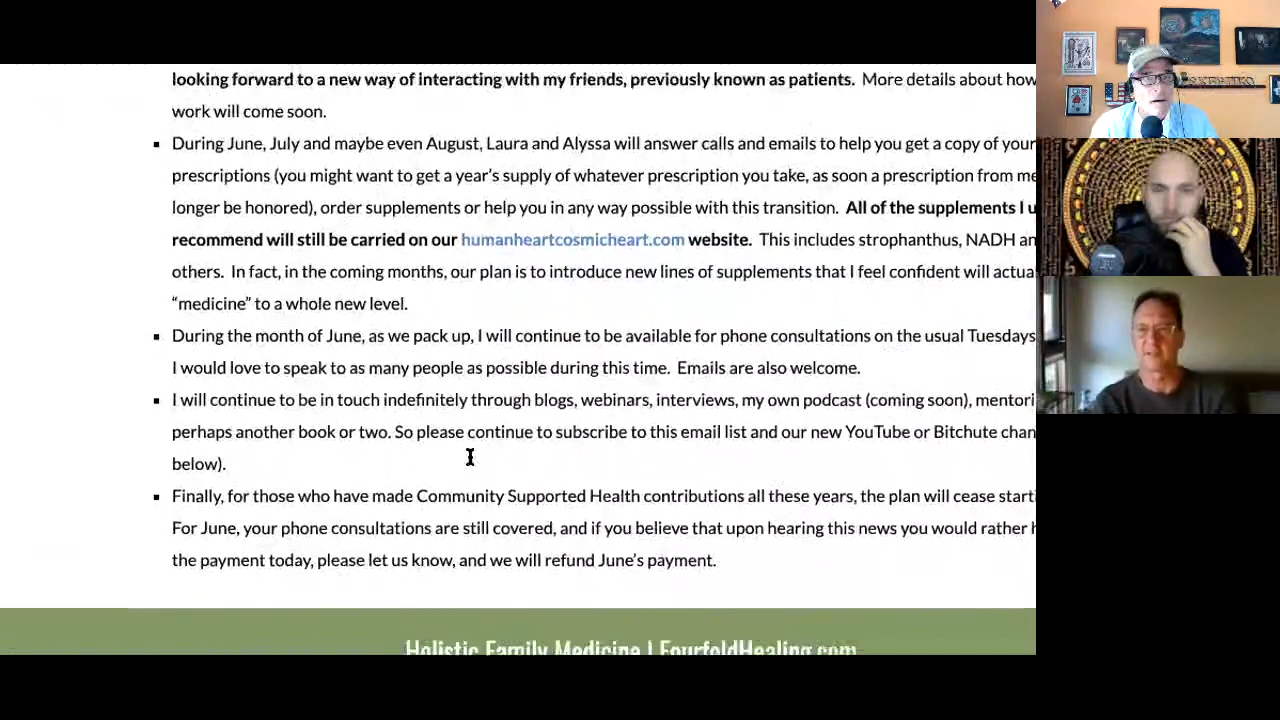 looking forward to a new way of interacting with my friends, previously known as patients. More details about how
work will come soon.
▪ During June, July and maybe even August, Laura and Alyssa will answer calls and emails to help you get a copy of your
prescriptions (you might want to get a year's supply of whatever prescription you take, as soon a prescription from me
longer be honored), order supplements or help you in any way possible with this transition. All of the supplements I u
recommend will still be carried on our humanheartcosmicheart.com website. This includes strophanthus, NADH an
others. In fact, in the coming months, our plan is to introduce new lines of supplements that I feel confident will actua
“medicine” to a whole new level.
▪ During the month of June, as we pack up, I will continue to be available for phone consultations on the usual Tuesdays
I would love to speak to as many people as possible during this time. Emails are also welcome.
▪ I will continue to be in touch indefinitely through blogs, webinars, interviews, my own podcast (coming soon), mentori
perhaps another book or two. So please continue to subscribe to this email list and our new YouTube or Bitchute chan
below).
▪ Finally, for those who have made Community Supported Health contributions all these years, the plan will cease starti
For June, your phone consultations are still covered, and if you believe that upon hearing this news you would rather h
the payment today, please let us know, and we will refund June's payment.
Holistic Family Medicine | FourfoldHealing.com